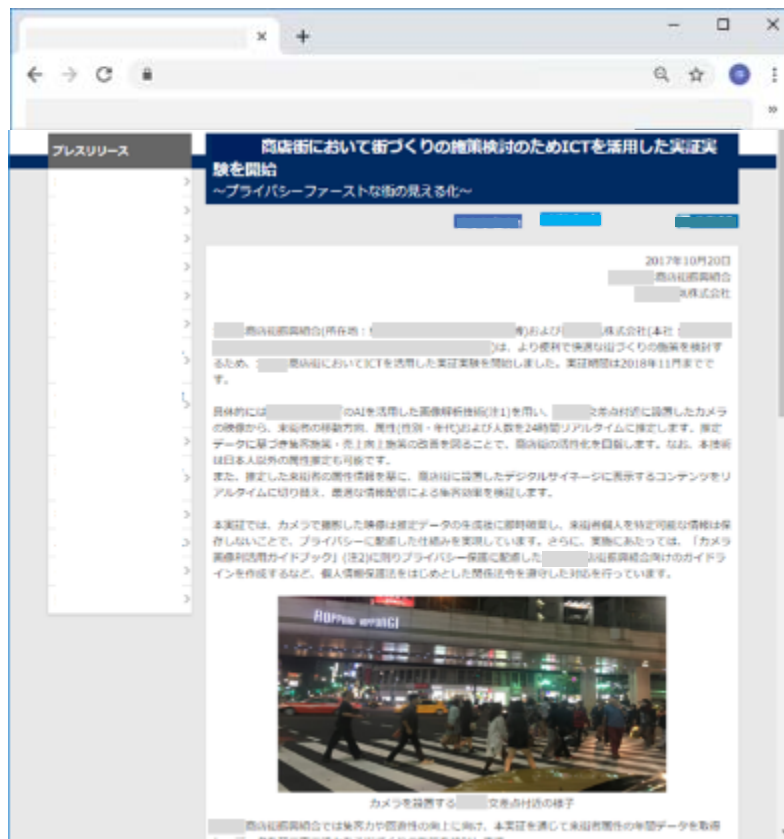 プレスリリース
商店街において街づくりの施策検討のためICTを活用した実証実
験を開始
～プライバシーファーストな街の見える化～
2017年10月20日
商店街振興組合
株式会社
商店街振興組合(所在地： 株式会社(本社：
)は、より便利で快適な街づくりの施策を検討す
るため、 商店街においてICTを活用した実証実験を開始しました。実証期間は2018年11月までで
す。
具体的には のAIを活用した画像解析技術(注1)を用い、 交差点付近に設置したカメラ
の映像から、来街者の移動方向、属性(性別・年代)および人数を24時間リアルタイムに推定します。推定
データに基づき集客施策・売上向上施策の改善を図ることで、商店街の活性化を目指します。なお、本技術
は日本人以外の属性推定も可能です。
また、推定した来街者の属性情報を基に、商店街に設置したデジタルサイネージに表示するコンテンツをリ
アルタイムに切り替え、最適な情報配信による集客効率を検証します。
本実証では、カメラで撮影した映像は推定データの生成後に即時破棄し、来街者個人を特定可能な情報は保
存しないことで、プライバシーに配慮した仕組みを実現しています。さらに、実施にあたっては、「カメラ
画像利活用ガイドブック」(注2)に則りプライバシー保護に配慮した 街振興組合向けのガイドラ
インを作成するなど、個人情報保護法をはじめとした関係法令を遵守した対応を行っています。
ROPPONGI
カメラを設置する 交差点付近の様子
商店街振興組合では集客力や回遊性の向上に向け、本実証を通じて来街者属性の年間データを取得